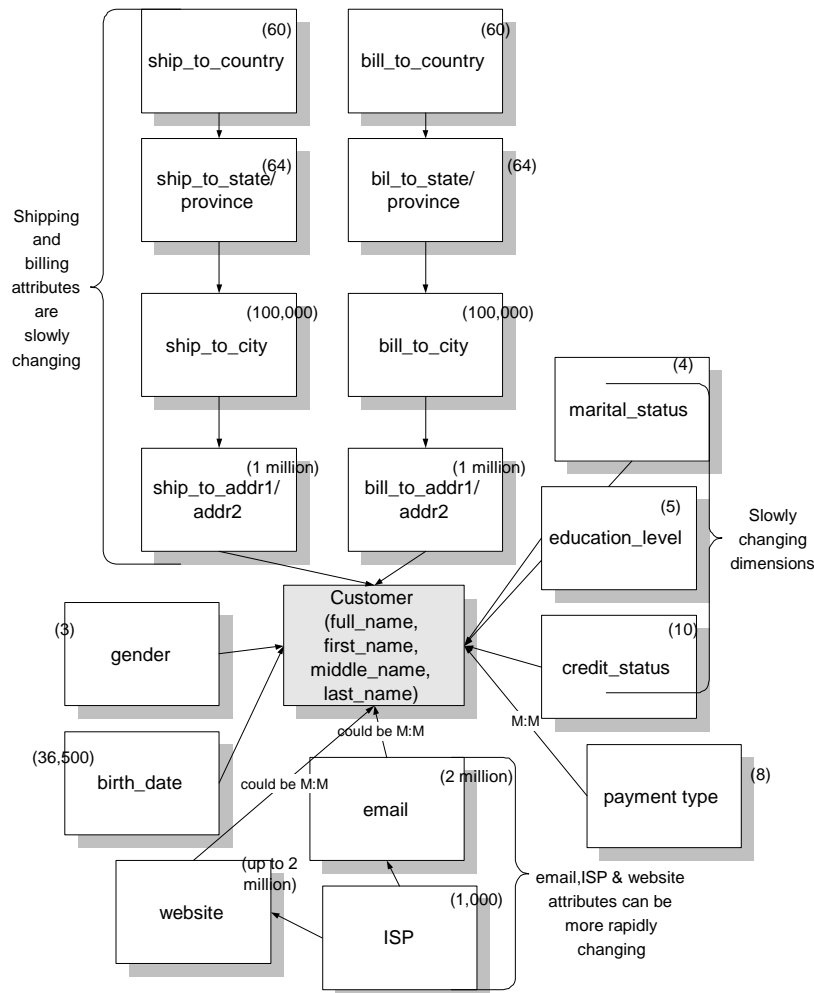 (60)
ship_to_country
(60)
bill_to_country
(64)
ship_to_state/
province
(64)
bil_to_state/
province
Shipping
and
billing
attributes
are
slowly
changing
(100,000)
ship_to_city
(100,000)
bill_to_city
(4)
marital_status
(1 million)
ship_to_addr1/
addr2
(1 million)
bill_to_addr1/
addr2
(5)
education_level
Slowly
changing
dimensions
Customer
(full_name,
first_name,
middle_name,
last_name)
(3)
gender
(10)
credit_status
could be M:M
M:M
(36,500)
birth_date
could be M:M
(2 million)
email
payment type
(8)
(up to 2
million)
website
(1,000)
ISP
email,ISP & website
attributes can be
more rapidly
changing